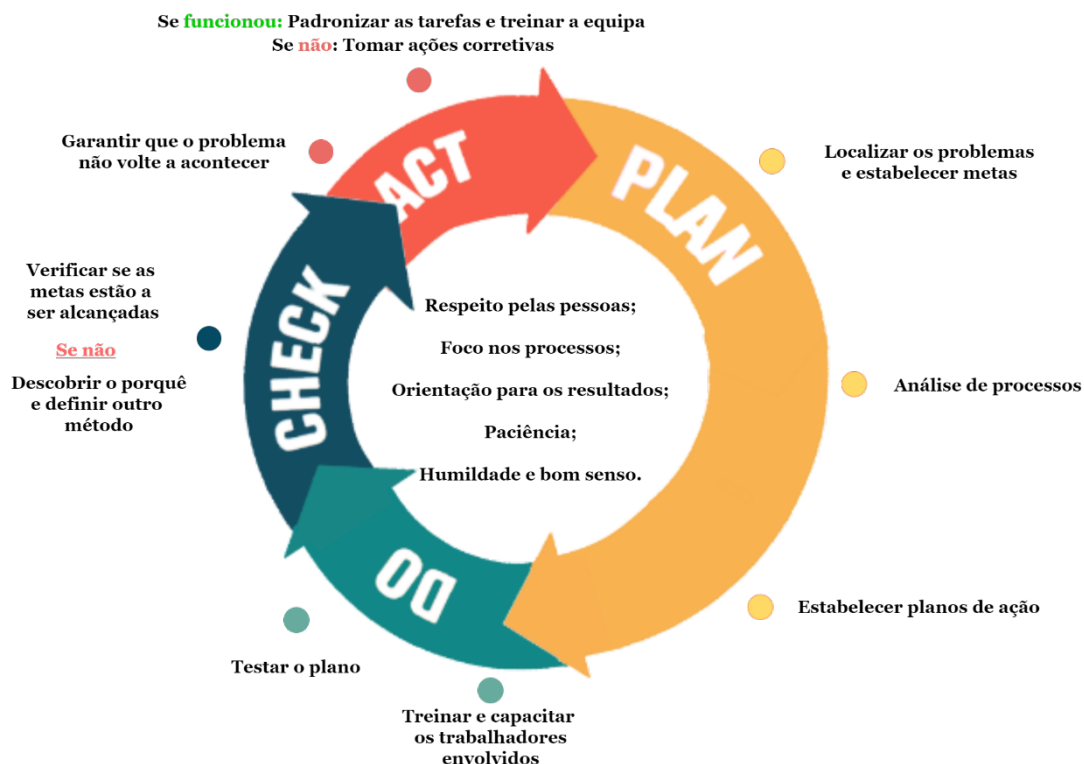 Se funcionou: Padronizar as tarefas e treinar a equipa
Se não: Tomar ações corretivas
Garantir que o problema
não volte a acontecer
ACT
PLAN
Localizar os problemas
e estabelecer metas
Verificar se as
metas estão a
ser alcançadas
Se não
Descobrir o porquê
e definir outro
método
CHECK
Respeito pelas pessoas;
Foco nos processos;
Orientação para os resultados;
Paciência;
Humildade e bom senso.
Análise de processos
DO
Estabelecer planos de ação
Testar o plano
Treinar e capacitar
os trabalhadores
envolvidos